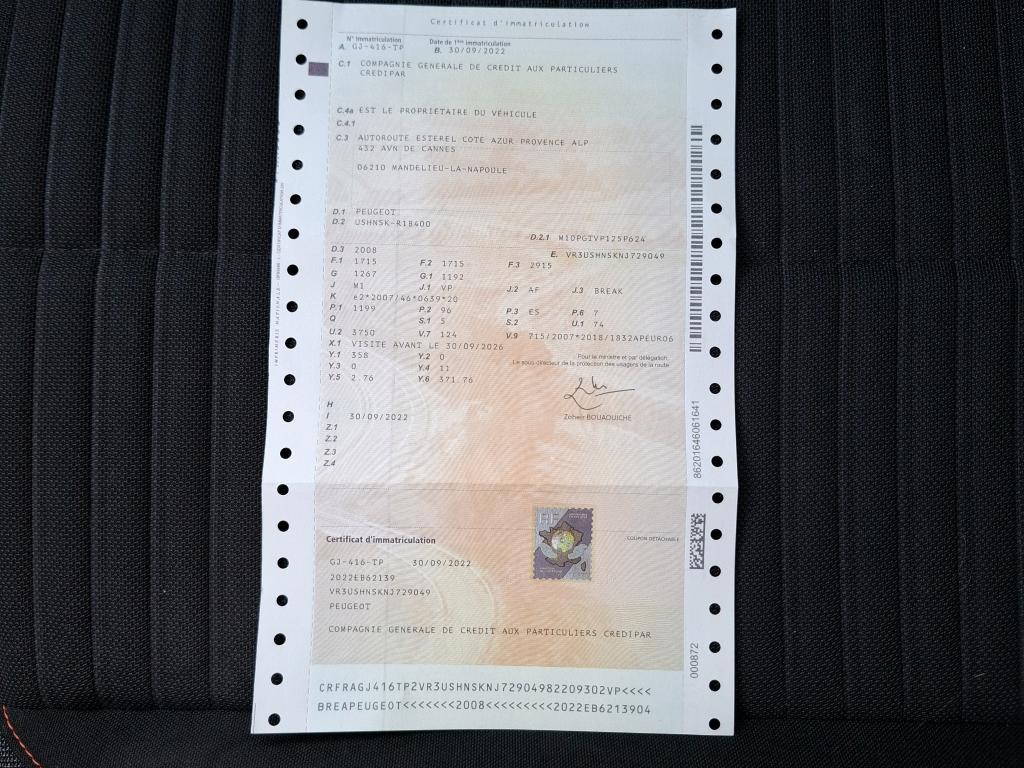 Certificat d'immatriculation
N° Immatriculation
A. GJ-416-TP
Date de 1ère immatriculation
B. 30/09/2022
C.1 COMPAGNIE GENERALE DE CREDIT AUX PARTICULIERS
CREDIPAR
C.4a EST LE PROPRIÉTAIRE DU VÉHICULE
C.4.1
C.3 AUTOROUTE ESTEREL COTE AZUR PROVENCE ALP
432 AVN DE CANNES
06210 MANDELIEU-LA-NAPOULE
D.1 PEUGEOT
D.2 USHNSK-R1B400
D.2.1 M10PGTVP125P624
D.3 2008
E. VR3USHNSKNJ729049
F.1 1715 F.2 1715 F.3 2915
G 1267 G.1 1192
J M1 J.1 VP J.2 AF J.3 BREAK
K e2*2007/46*0639*20
P.1 1199 P.2 96 P.3 ES P.6 7
Q S.1 5 S.2 U.1 74
U.2 3750 V.7 124 V.9 715/2007*2018/1832APEURO6
X.1 VISITE AVANT LE 30/09/2026
Y.1 358 Y.2 0
Y.3 0 Y.4 11
Y.5 2.76 Y.6 371.76
Pour le ministre et par délégation,
Le sous-directeur de la protection des usagers de la route
Zoheir BOUAOUICHE
H
I 30/09/2022
Z.1
Z.2
Z.3
Z.4
86201646061641
RF
Certificat d'immatriculation
COUPON DÉTACHABLE
GJ-416-TP 30/09/2022
2022EB62139
VR3USHNSKNJ729049
PEUGEOT
COMPAGNIE GENERALE DE CREDIT AUX PARTICULIERS CREDIPAR
000872
CRFRAGJ416TP2VR3USHNSKNJ72904982209302VP<<<<
BREAPEUGEOT<<<<<<<2008<<<<<<<<<2022EB6213904